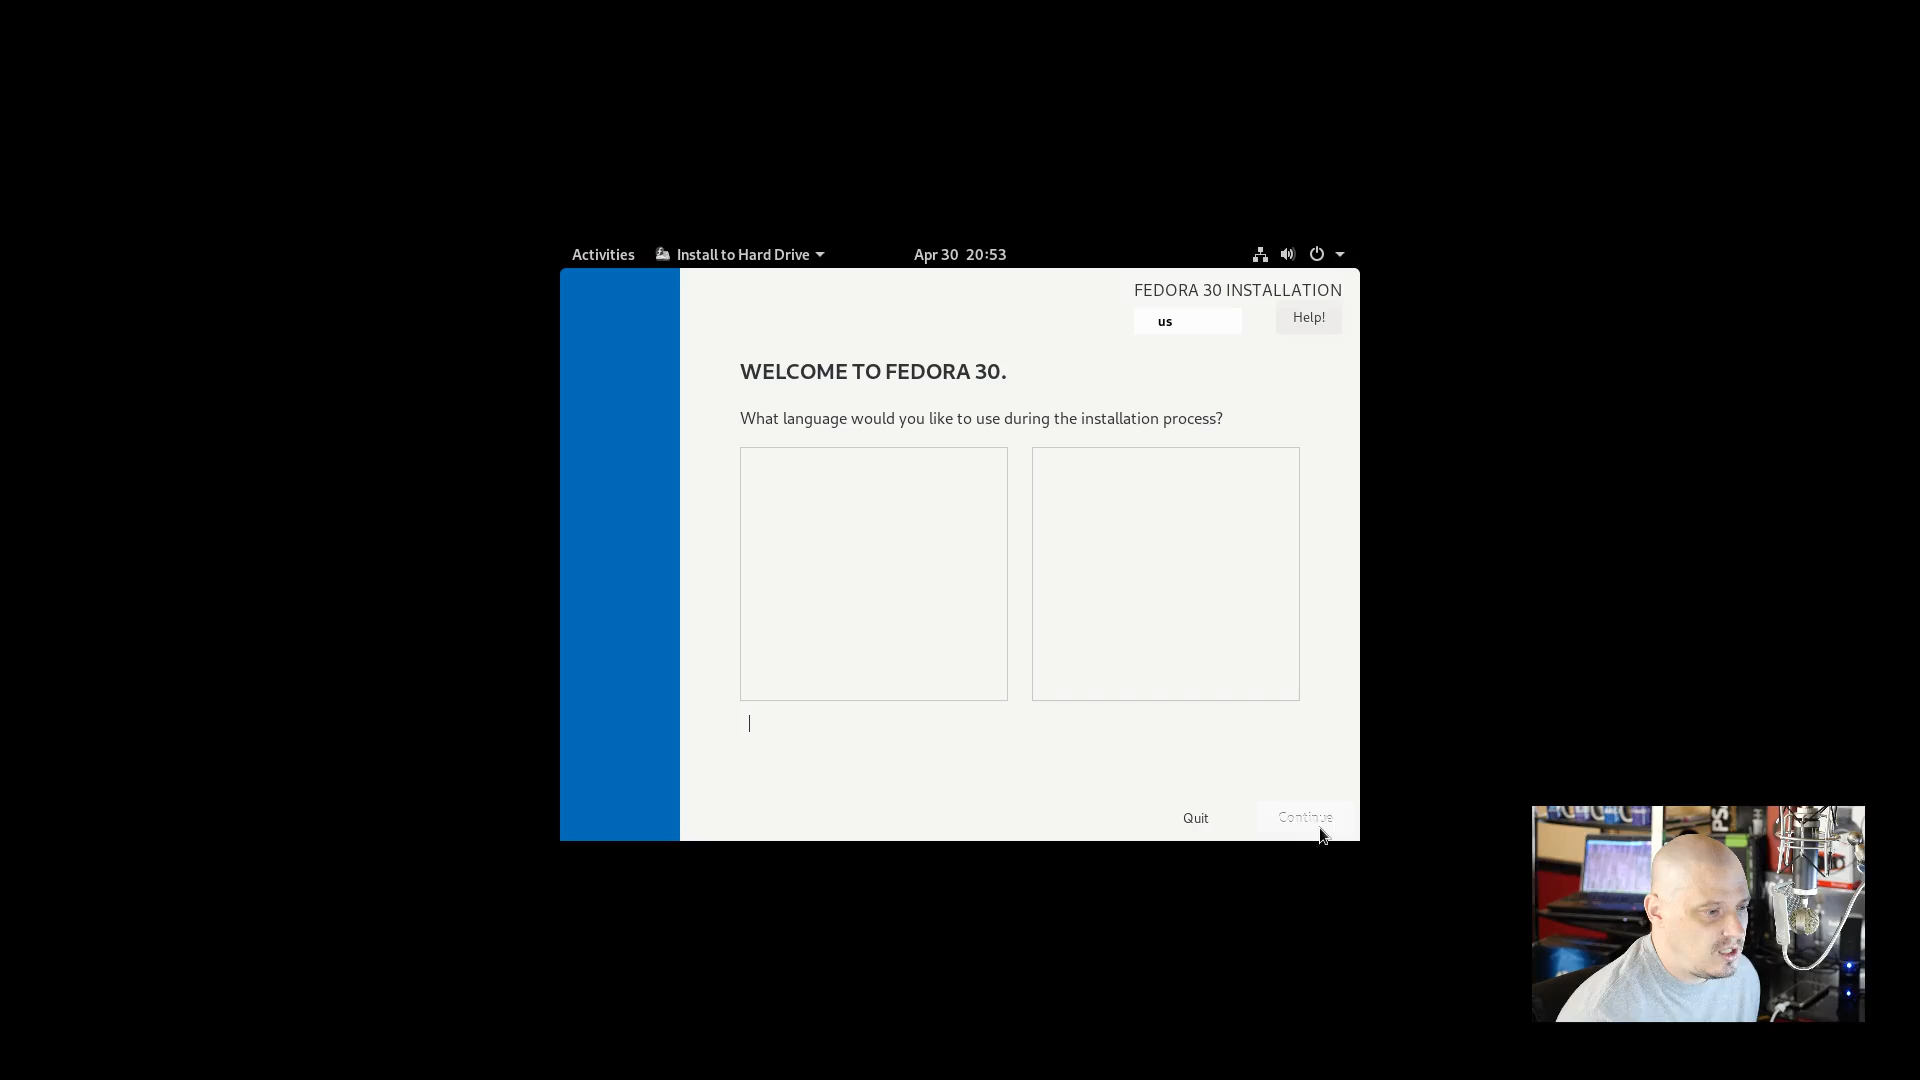 Activities Install to Hard Drive Apr 30 20:53
FEDORA 30 INSTALLATION
us Help!
WELCOME TO FEDORA 30.
What language would you like to use during the installation process?
Quit Continue